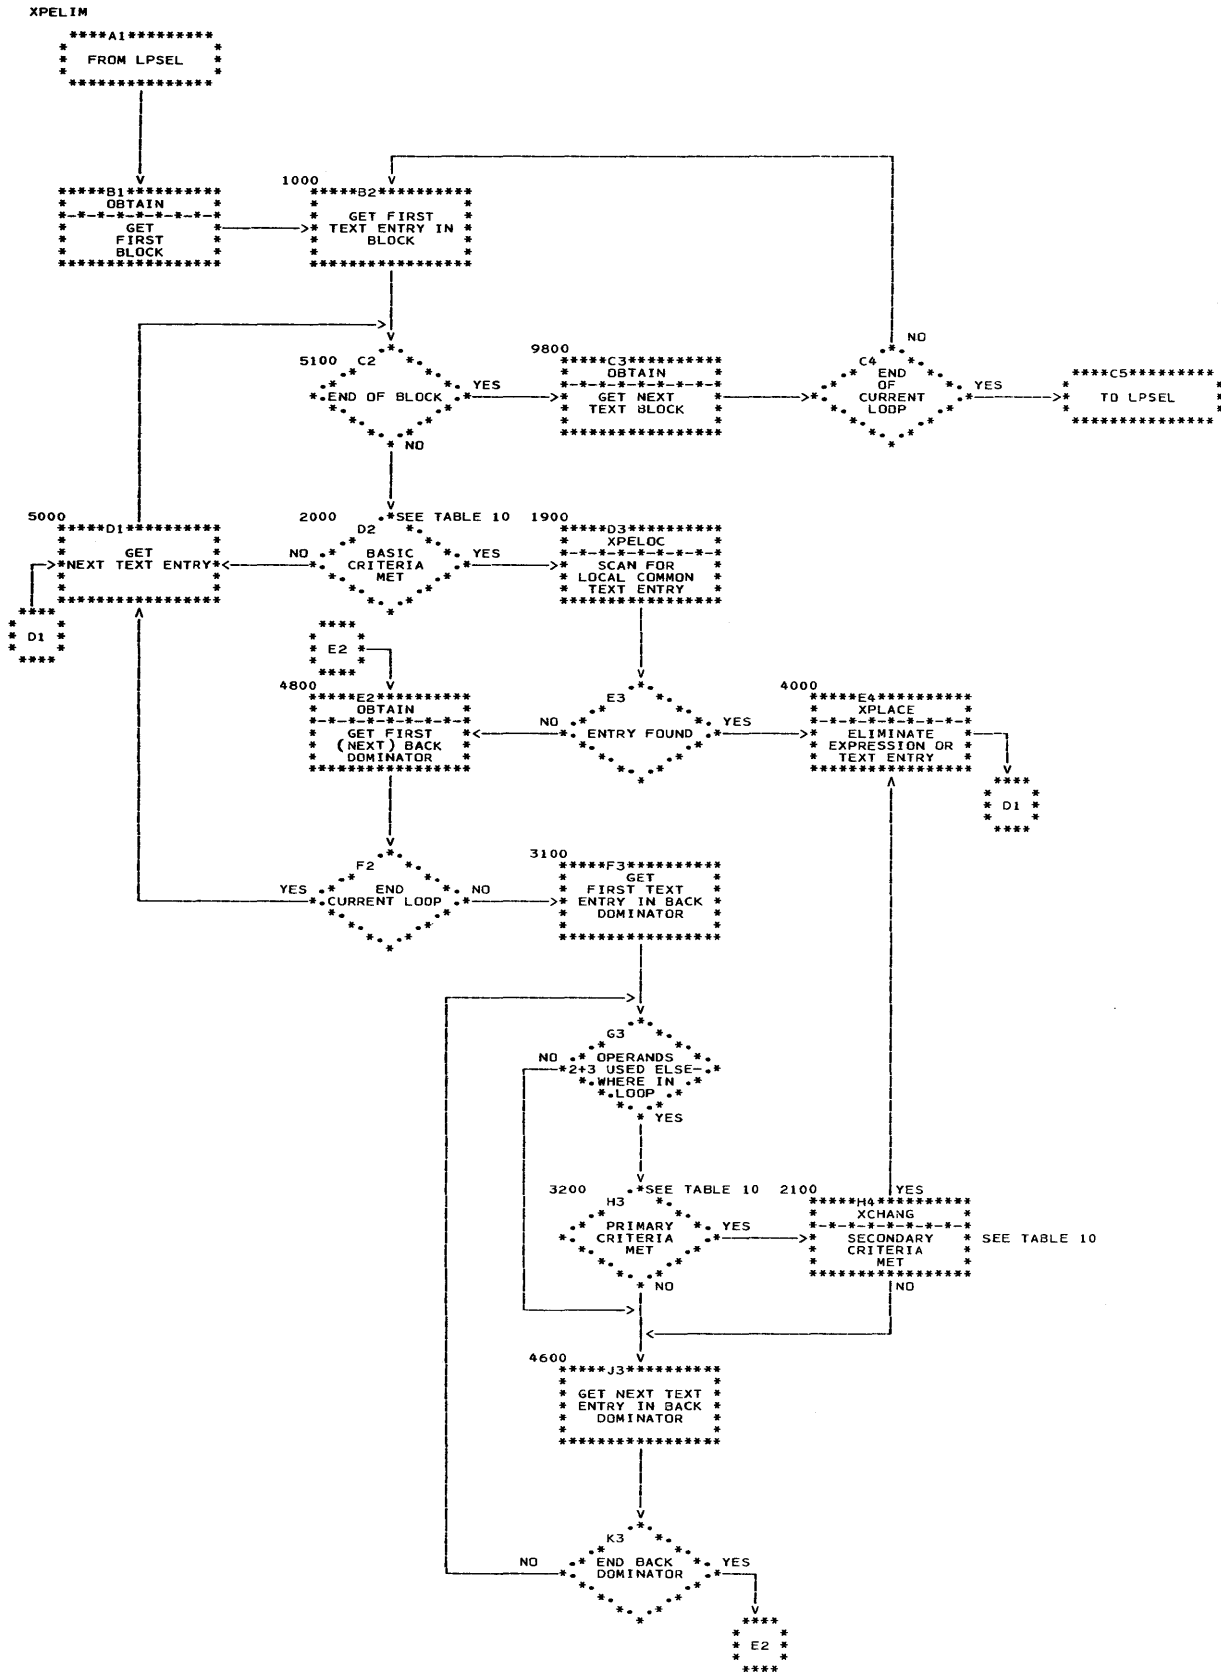 XPELIM
A1
FROM LPSEL
B1
OBTAIN
GET
FIRST
BLOCK
1000
B2
GET FIRST
TEXT ENTRY IN
BLOCK
5100
C2
END OF BLOCK
YES
NO
9800
C3
OBTAIN
GET NEXT
TEXT BLOCK
NO
C4
END
OF
CURRENT
LOOP
YES
C5
TO LPSEL
5000
D1
GET
NEXT TEXT ENTRY
D1
2000
D2
SEE TABLE 10
BASIC
CRITERIA
MET
NO
YES
1900
D3
XPELOC
SCAN FOR
LOCAL COMMON
TEXT ENTRY
E2
4800
E2
OBTAIN
GET FIRST
(NEXT) BACK
DOMINATOR
E3
ENTRY FOUND
NO
YES
4000
E4
XPLACE
ELIMINATE
EXPRESSION OR
TEXT ENTRY
D1
F2
END
CURRENT LOOP
YES
NO
3100
F3
GET
FIRST TEXT
ENTRY IN BACK
DOMINATOR
G3
NO
OPERANDS
2+3 USED ELSE-
WHERE IN
LOOP
YES
3200
H3
SEE TABLE 10
PRIMARY
CRITERIA
MET
YES
NO
2100
YES
H4
XCHANG
SECONDARY
CRITERIA
MET
SEE TABLE 10
NO
4600
J3
GET NEXT TEXT
ENTRY IN BACK
DOMINATOR
K3
NO
END BACK
DOMINATOR
YES
E2